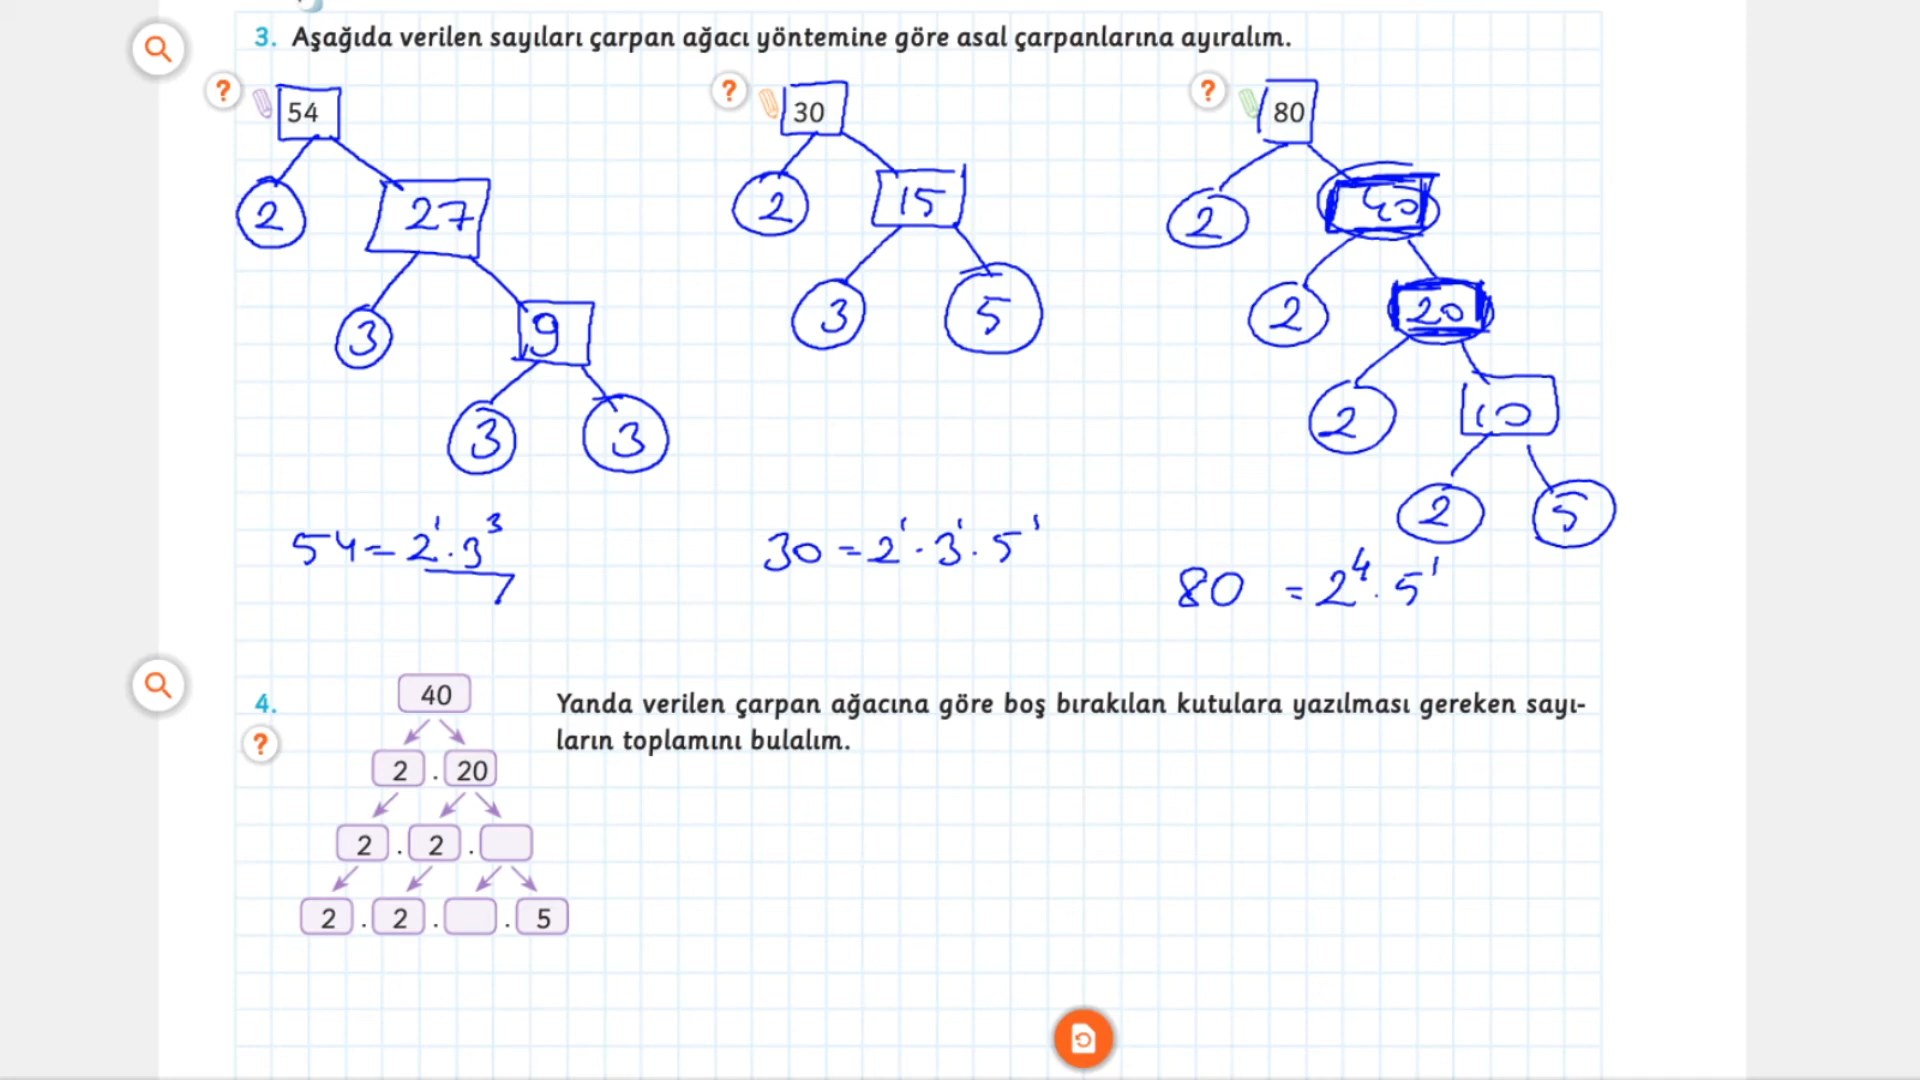 3. Aşağıda verilen sayıları çarpan ağacı yöntemine göre asal çarpanlarına ayıralım.
? 54 ? 30 ? 80
2 27 2 15 2 40
3 9 3 5 2 20
3 3 2 10
2 5
54 = 2¹ . 3³
30 = 2¹ . 3¹ . 5¹
80 = 2⁴ . 5¹
4. 40
? 2 . 20
2 . 2 .
2 . 2 . . 5
Yanda verilen çarpan ağacına göre boş bırakılan kutulara yazılması gereken sayı-
ların toplamını bulalım.